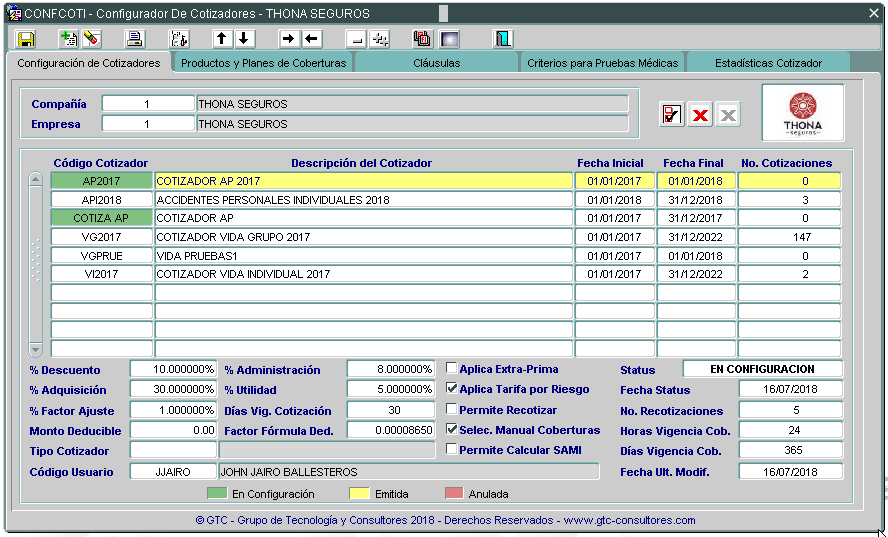 CONFCOTI - Configurador De Cotizadores - THONA SEGUROS
Configuración de Cotizadores Productos y Planes de Coberturas Cláusulas Criterios para Pruebas Médicas Estadísticas Cotizador
Compañía 1 THONA SEGUROS
Empresa 1 THONA SEGUROS
THONA
seguros
Código Cotizador Descripción del Cotizador Fecha Inicial Fecha Final No. Cotizaciones
AP2017 COTIZADOR AP 2017 01/01/2017 01/01/2018 0
API2018 ACCIDENTES PERSONALES INDIVIDUALES 2018 01/01/2018 31/12/2018 3
COTIZA AP COTIZADOR AP 01/01/2017 31/12/2017 0
VG2017 COTIZADOR VIDA GRUPO 2017 01/01/2017 31/12/2022 147
VGPRUE VIDA PRUEBAS1 01/01/2017 01/01/2018 0
VI2017 COTIZADOR VIDA INDIVIDUAL 2017 01/01/2017 31/12/2022 2
% Descuento 10.000000% % Administración 8.000000% Aplica Extra-Prima Status EN CONFIGURACION
% Adquisición 30.000000% % Utilidad 5.000000% Aplica Tarifa por Riesgo Fecha Status 16/07/2018
% Factor Ajuste 1.000000% Días Vig. Cotización 30 Permite Recotizar No. Recotizaciones 5
Monto Deducible 0.00 Factor Fórmula Ded. 0.00008650 Selec. Manual Coberturas Horas Vigencia Cob. 24
Tipo Cotizador Permite Calcular SAMI Días Vigencia Cob. 365
Código Usuario JJAIRO JOHN JAIRO BALLESTEROS Fecha Ult. Modif. 16/07/2018
En Configuración Emitida Anulada
© GTC - Grupo de Tecnología y Consultores 2018 - Derechos Reservados - www.gtc-consultores.com